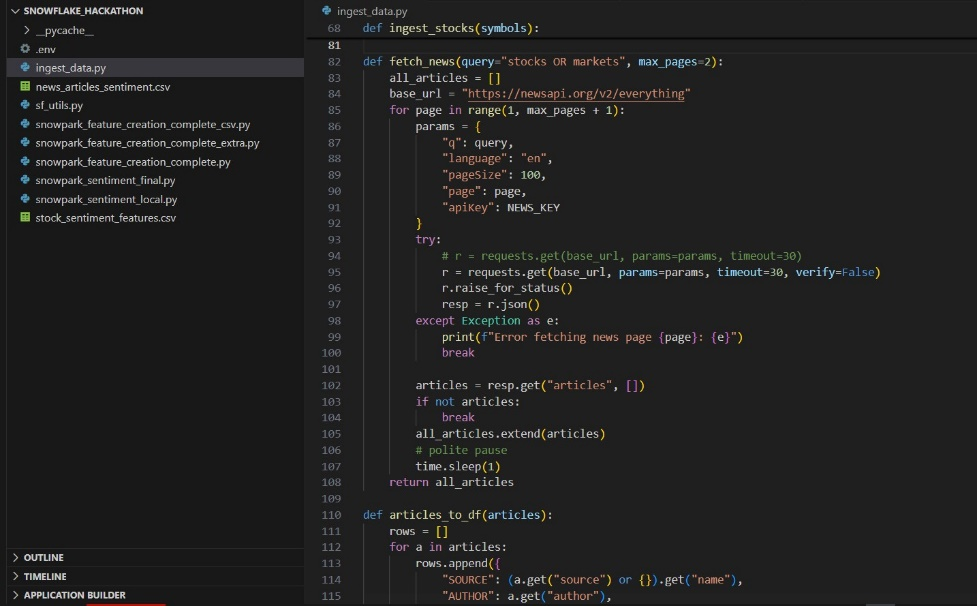 SNOWFLAKE_HACKATHON
__pycache__
.env
ingest_data.py
news_articles_sentiment.csv
sf_utils.py
snowpark_feature_creation_complete_csv.py
snowpark_feature_creation_complete_extra.py
snowpark_feature_creation_complete.py
snowpark_sentiment_final.py
snowpark_sentiment_local.py
stock_sentiment_features.csv
OUTLINE
TIMELINE
APPLICATION BUILDER
ingest_data.py
68 def ingest_stocks(symbols):
81
82 def fetch_news(query="stocks OR markets", max_pages=2):
83     all_articles = []
84     base_url = "https://newsapi.org/v2/everything"
85     for page in range(1, max_pages + 1):
86         params = {
87             "q": query,
88             "language": "en",
89             "pageSize": 100,
90             "page": page,
91             "apiKey": NEWS_KEY
92         }
93         try:
94             # r = requests.get(base_url, params=params, timeout=30)
95             r = requests.get(base_url, params=params, timeout=30, verify=False)
96             r.raise_for_status()
97             resp = r.json()
98         except Exception as e:
99             print(f"Error fetching news page {page}: {e}")
100             break
101
102         articles = resp.get("articles", [])
103         if not articles:
104             break
105         all_articles.extend(articles)
106         # polite pause
107         time.sleep(1)
108     return all_articles
109
110 def articles_to_df(articles):
111     rows = []
112     for a in articles:
113         rows.append({
114             "SOURCE": (a.get("source") or {}).get("name"),
115             "AUTHOR": a.get("author"),